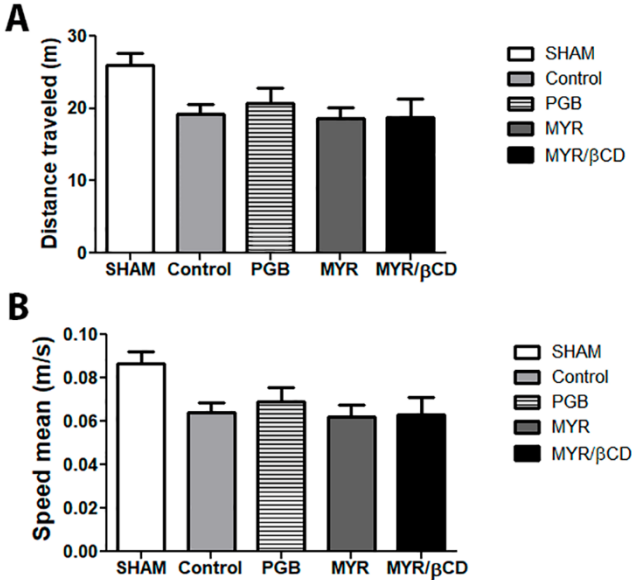 A
Distance traveled (m)
30
20
10
0
SHAM Control PGB MYR MYR/βCD
SHAM
Control
PGB
MYR
MYR/βCD
B
Speed mean (m/s)
0.10
0.08
0.06
0.04
0.02
0.00
SHAM Control PGB MYR MYR/βCD
SHAM
Control
PGB
MYR
MYR/βCD